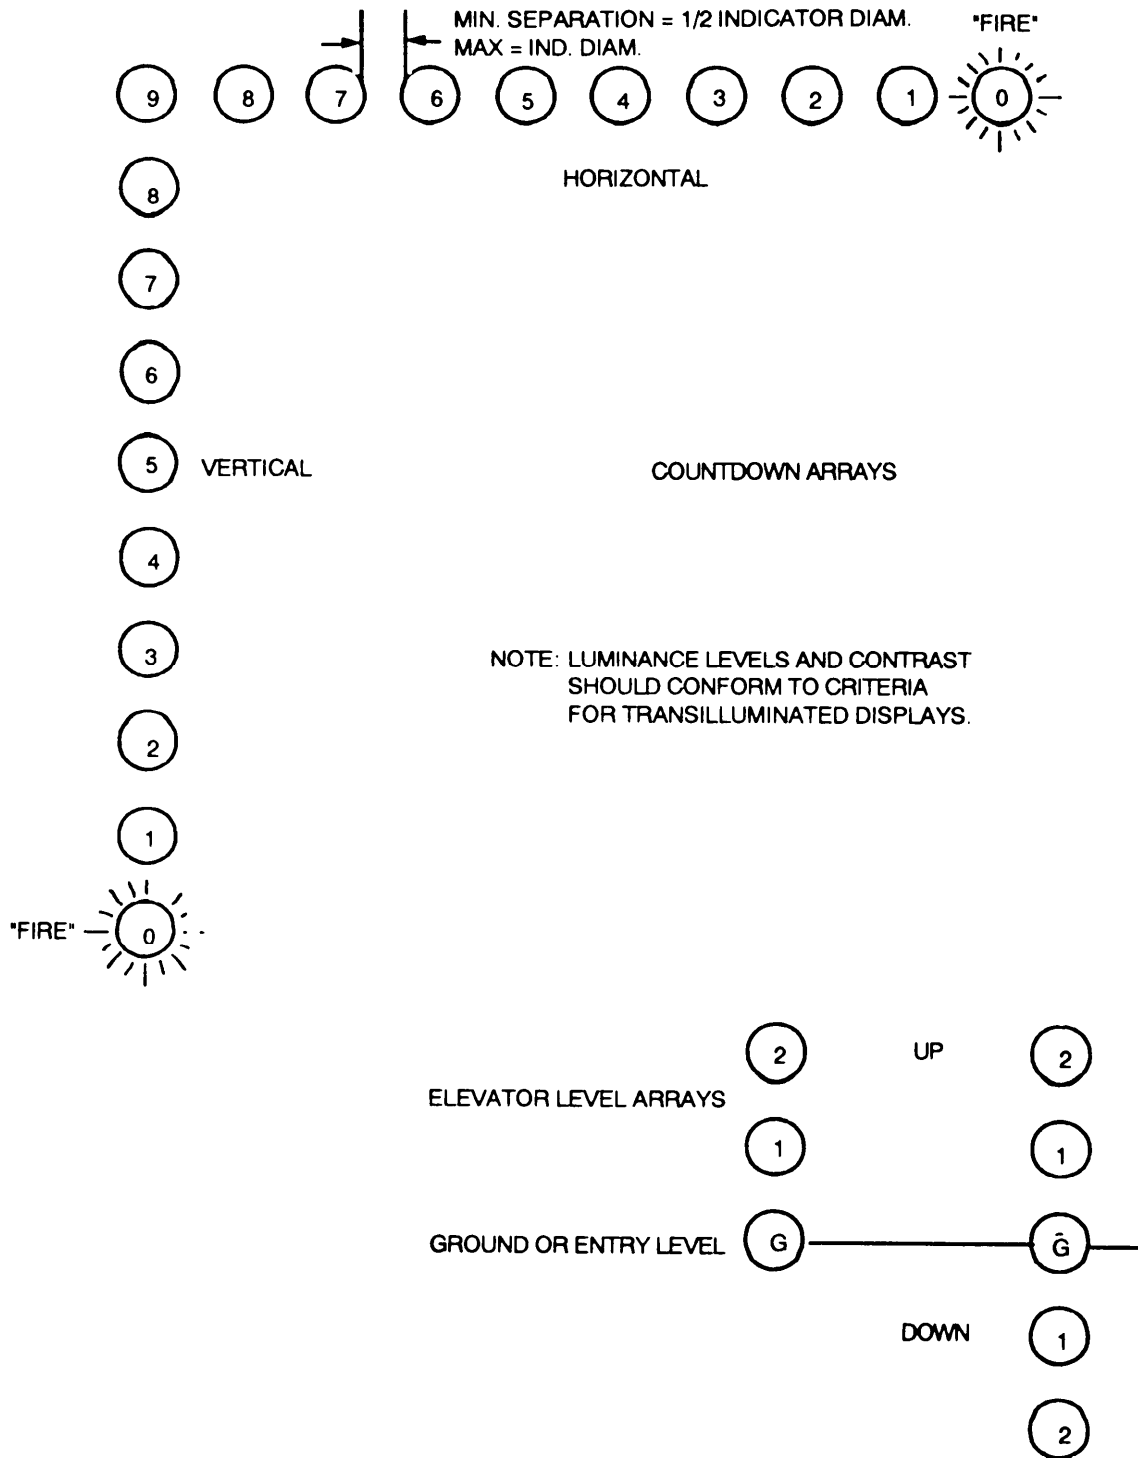 MIN. SEPARATION = 1/2 INDICATOR DIAM.
MAX = IND. DIAM.
"FIRE"
9 8 7 6 5 4 3 2 1 0
HORIZONTAL
8
7
6
5 VERTICAL
COUNTDOWN ARRAYS
4
3
NOTE: LUMINANCE LEVELS AND CONTRAST
SHOULD CONFORM TO CRITERIA
FOR TRANSILLUMINATED DISPLAYS.
2
1
"FIRE" 0
2 UP 2
ELEVATOR LEVEL ARRAYS
1 1
GROUND OR ENTRY LEVEL G G
DOWN 1
2